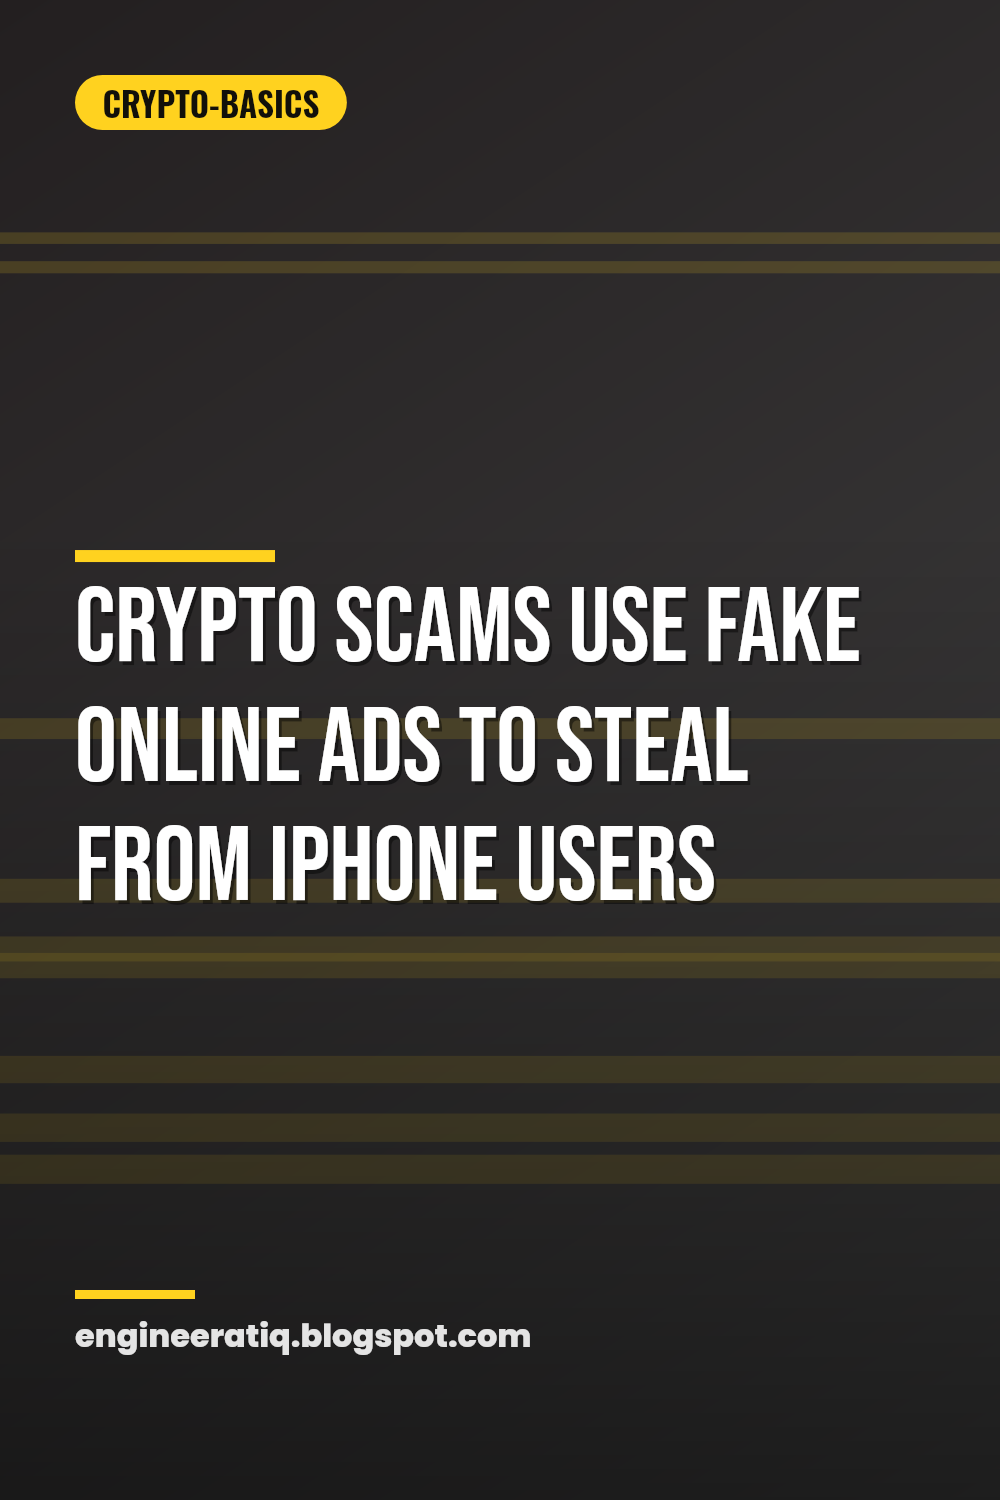 CRYPTO-BASICS
CRYPTO SCAMS USE FAKE
ONLINE ADS TO STEAL
FROM IPHONE USERS
engineeratiq.blogspot.com